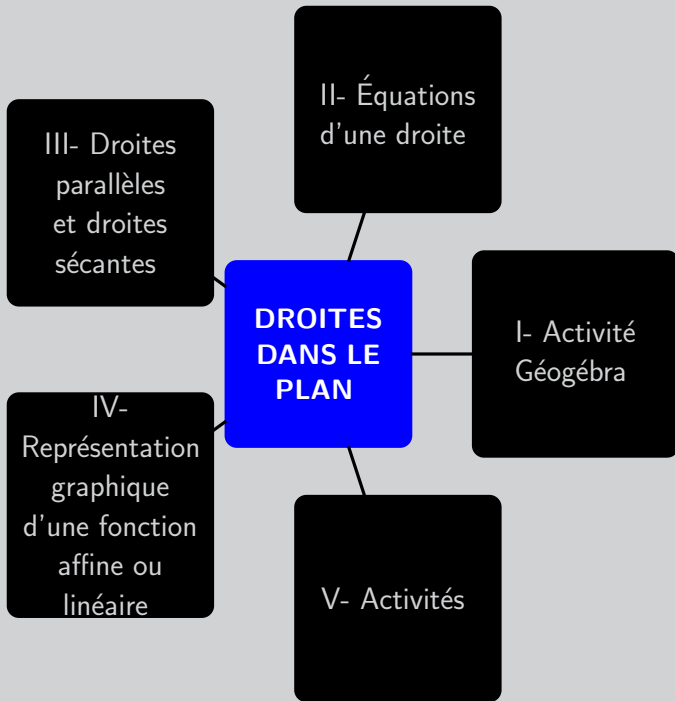 DROITES
DANS LE
PLAN
I- Activité
Géogébra
II- Équations
d'une droite
III- Droites
parallèles
et droites
sécantes
IV-
Représentation
graphique
d'une fonction
affine ou
linéaire
V- Activités